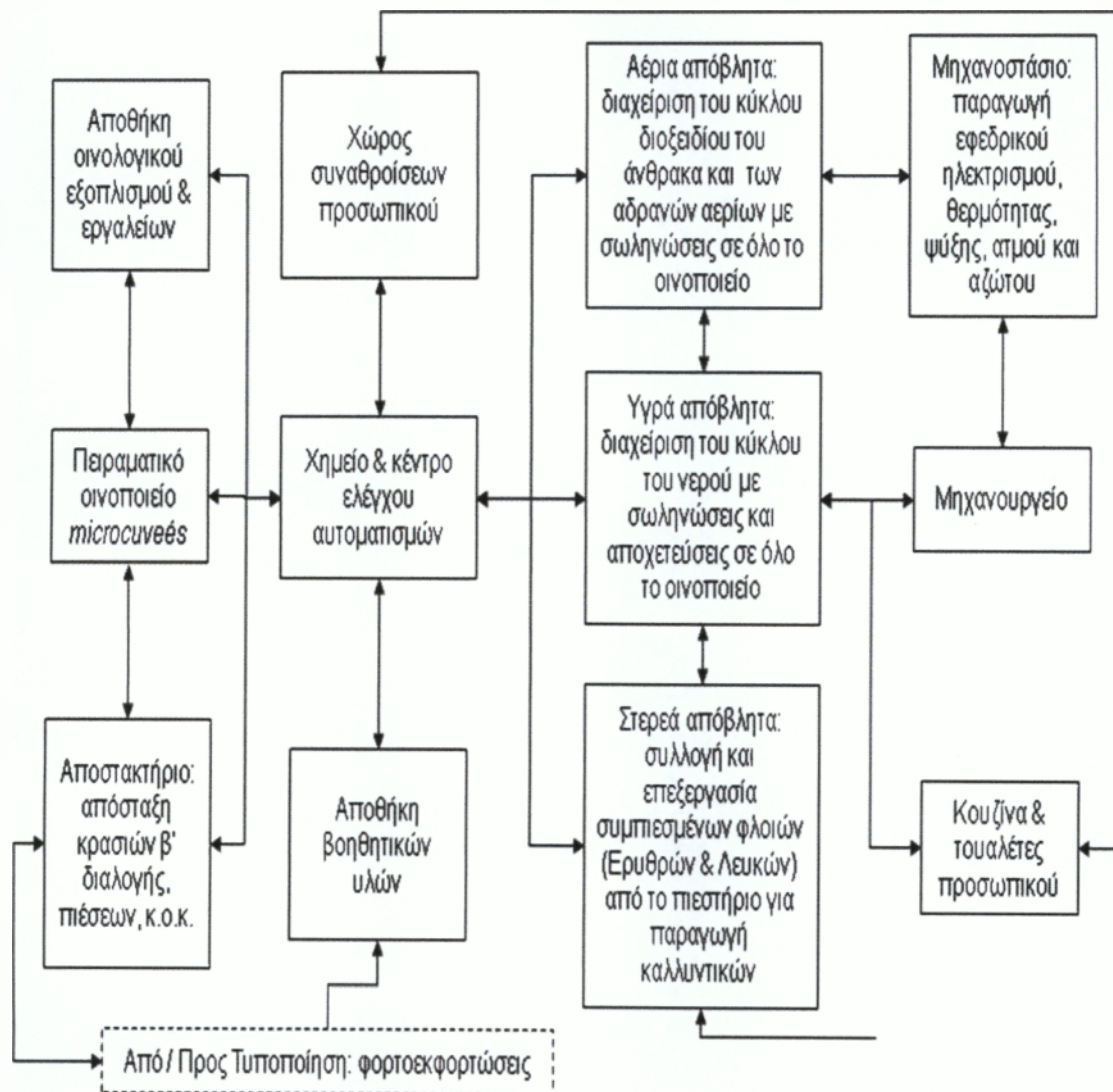 Αποθήκη
οινολογικού
εξοπλισμού &
εργαλείων
Χώρος
συναθροίσεων
προσωπικού
Αέρια απόβλητα:
διαχείριση του κύκλου
διοξειδίου του
άνθρακα και των
αδρανών αερίων με
σωληνώσεις σε όλο το
οινοποιείο
Μηχανοστάσιο:
παραγωγή
εφεδρικού
ηλεκτρισμού,
θερμότητας,
ψύξης, ατμού και
αζώτου
Πειραματικό
οινοποιείο
microcuveés
Χημείο & κέντρο
ελέγχου
αυτοματισμών
Υγρά απόβλητα:
διαχείριση του κύκλου
του νερού με
σωληνώσεις και
αποχετεύσεις σε όλο
το οινοποιείο
Μηχανουργείο
Αποστακτήριο:
απόσταξη
κρασιών β'
διαλογής,
πιέσεων, κ.ο.κ.
Αποθήκη
βοηθητικών
υλών
Στερεά απόβλητα:
συλλογή και
επεξεργασία
συμπιεσμένων φλοιών
(Ερυθρών & Λευκών)
από το πιεστήριο για
παραγωγή
καλλυντικών
Κουζίνα &
τουαλέτες
προσωπικού
Από / Προς Τυποποίηση: φορτοεκφορτώσεις